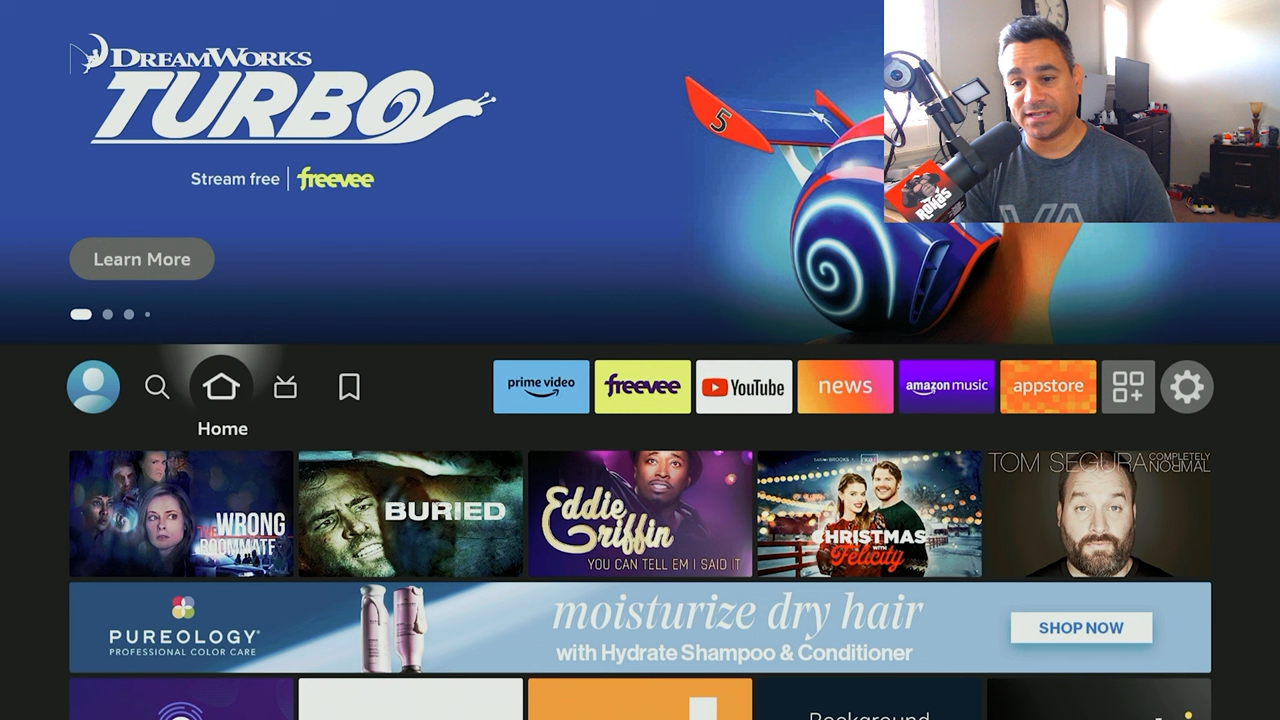 DREAMWORKS
TURBO
Stream free | freevee
5
ROKAS
VA
Learn More
prime video
freevee
YouTube
news
amazon music
appstore
Home
THE WRONG ROOMMATE
BURIED
Eddie Griffin
YOU CAN TELL EM I SAID IT
CHRISTMAS
WITH
Felicity
TOM SEGURA COMPLETELY NORMAL
PUREOLOGY
PROFESSIONAL COLOR CARE
moisturize dry hair
with Hydrate Shampoo & Conditioner
SHOP NOW
Background